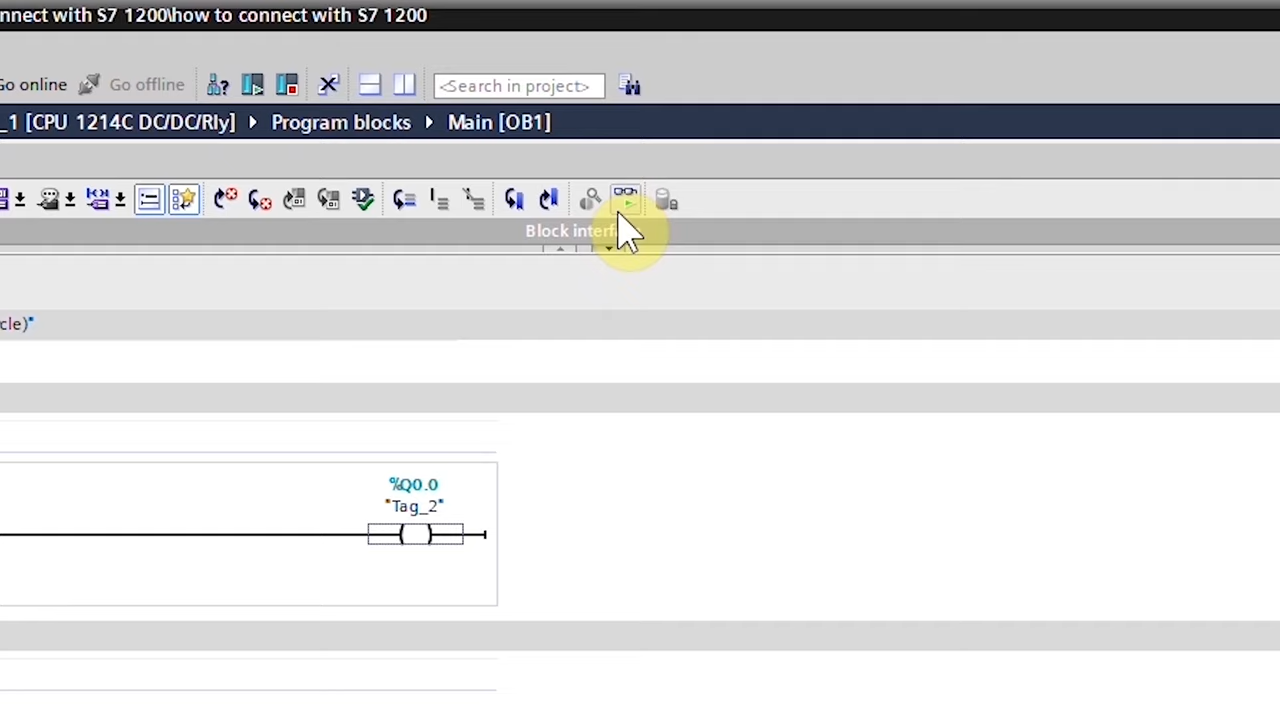 nnect with S7 1200\how to connect with S7 1200
Go online Go offline <Search in project>
_1 [CPU 1214C DC/DC/Rly] Program blocks Main [OB1]
Block interf
cle)"
%Q0.0
"Tag_2"